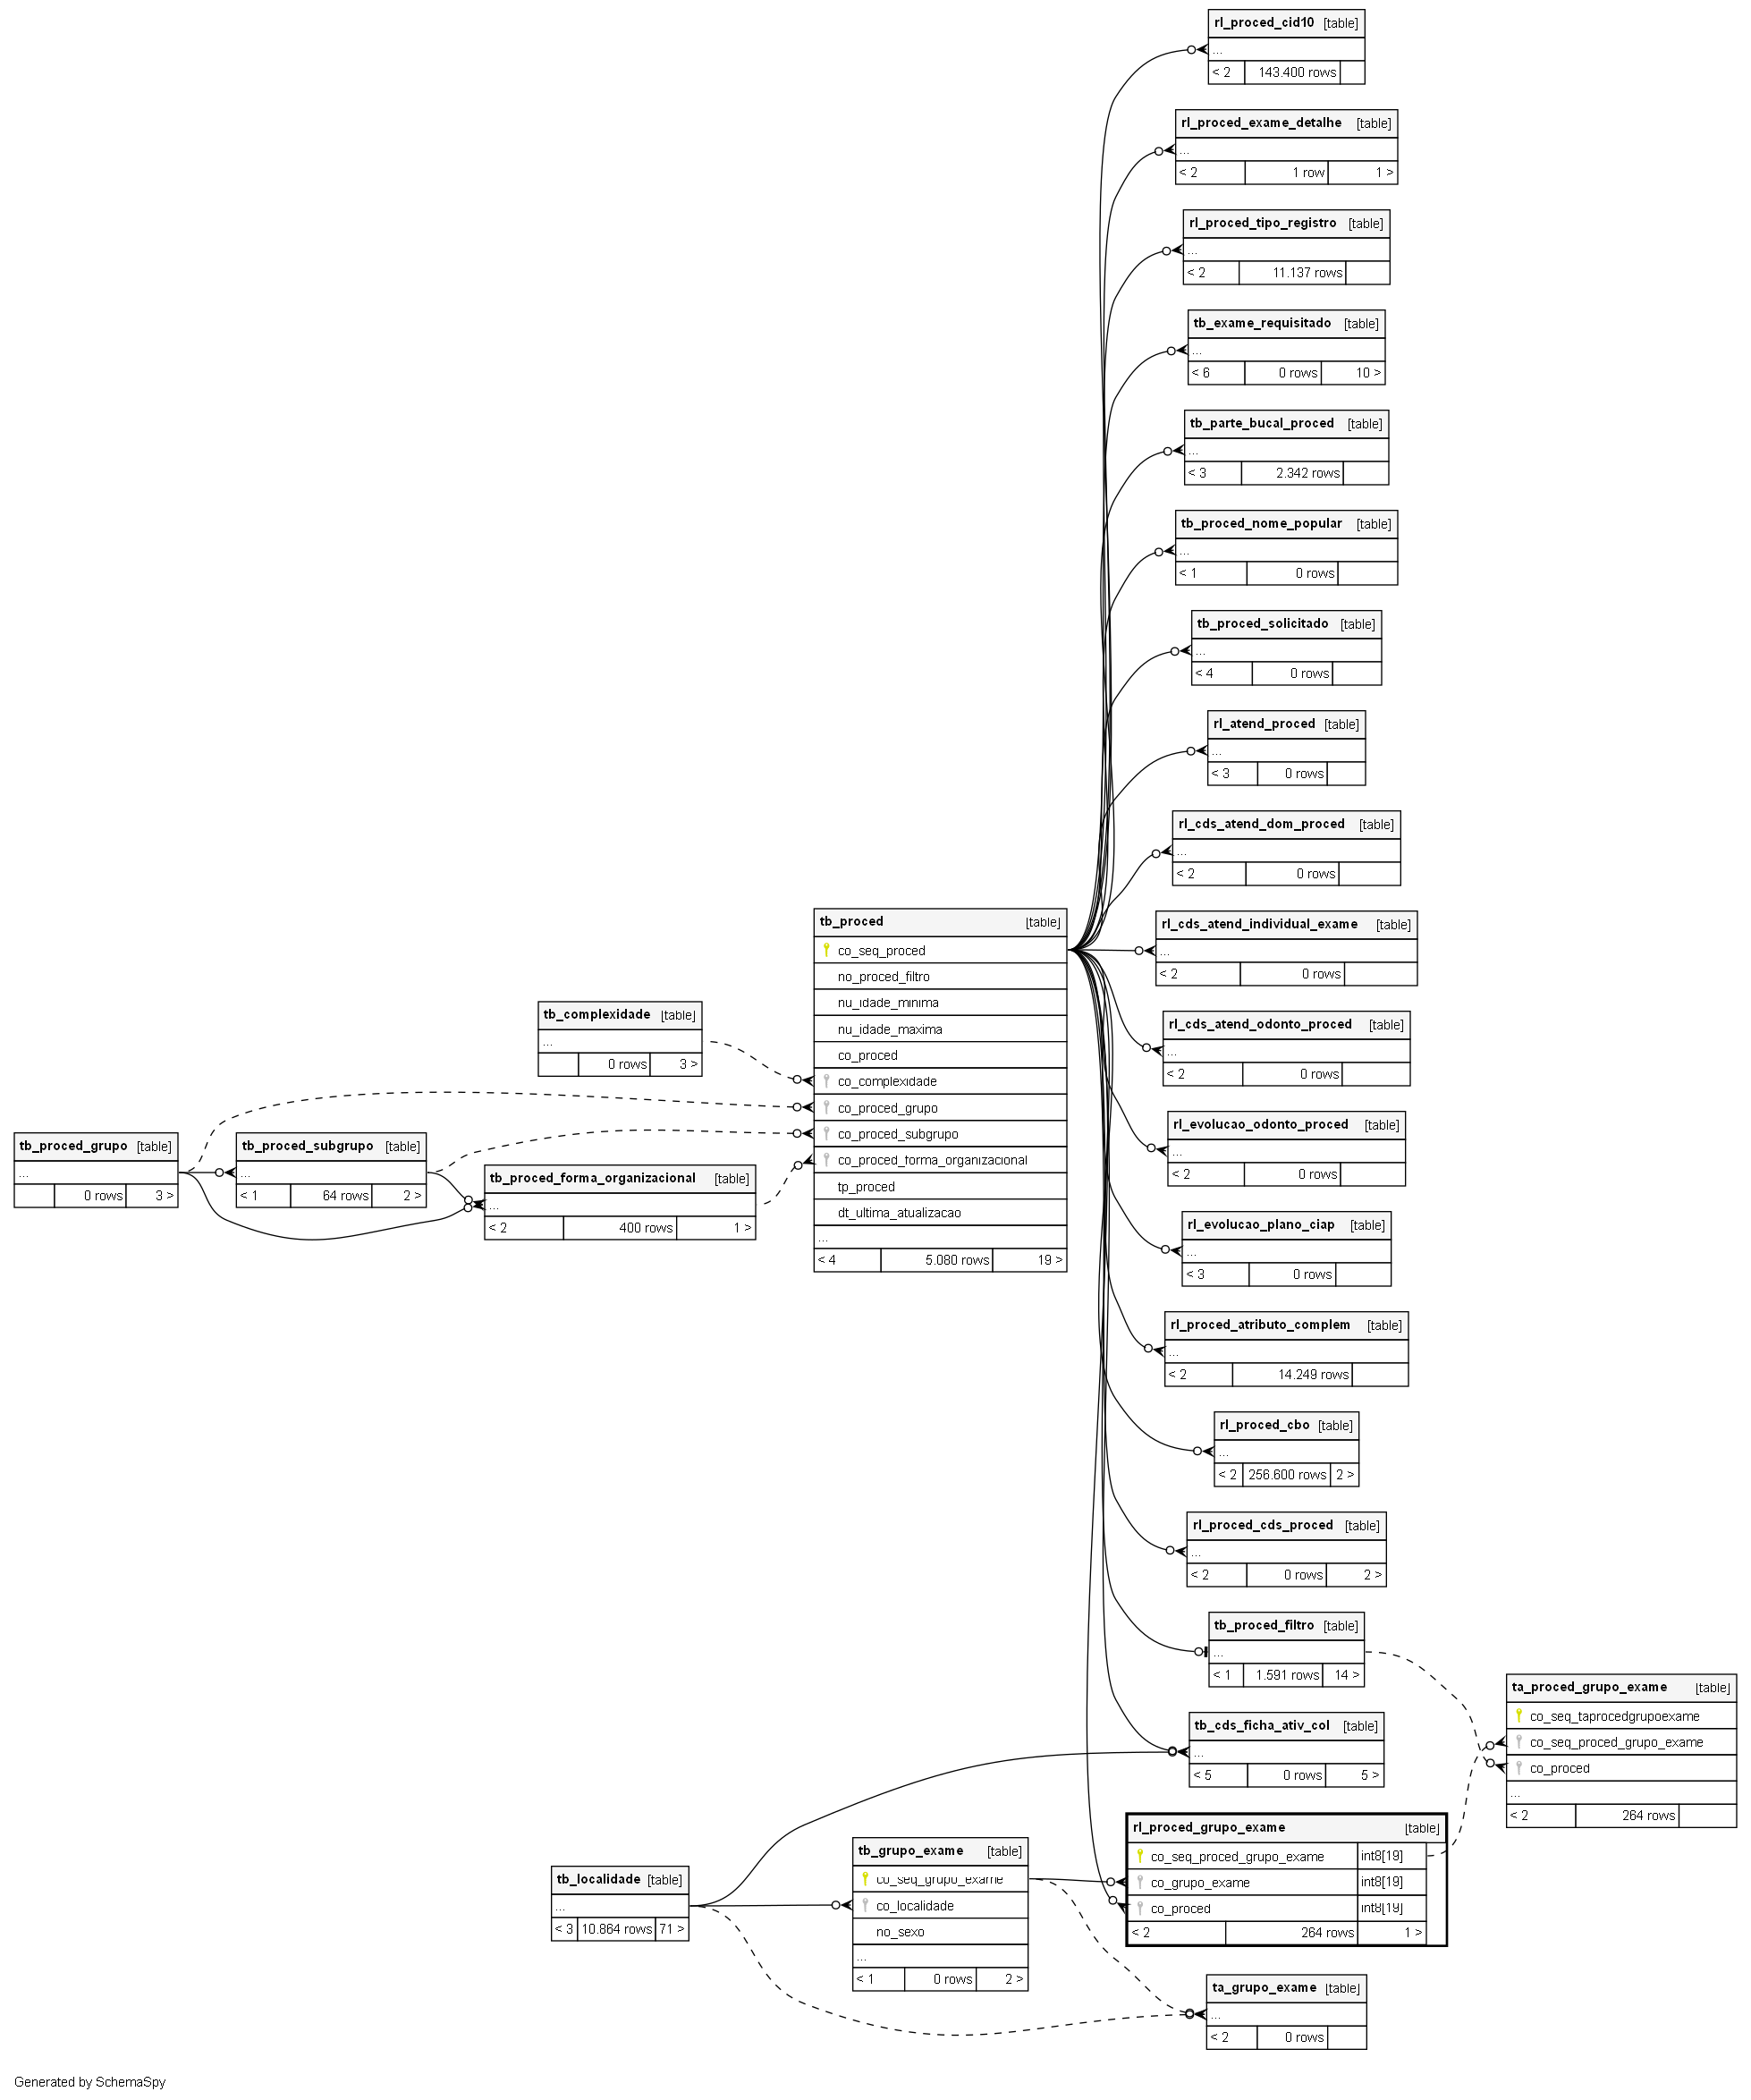 rl_proced_cid10 [table]
...
< 2 143.400 rows
rl_proced_exame_detalhe [table]
...
< 2 1 row 1 >
rl_proced_tipo_registro [table]
...
< 2 11.137 rows
tb_exame_requisitado [table]
...
< 6 0 rows 10 >
tb_parte_bucal_proced [table]
...
< 3 2.342 rows
tb_proced_nome_popular [table]
...
< 1 0 rows
tb_proced_solicitado [table]
...
< 4 0 rows
rl_atend_proced [table]
...
< 3 0 rows
rl_cds_atend_dom_proced [table]
...
< 2 0 rows
rl_cds_atend_individual_exame [table]
...
< 2 0 rows
rl_cds_atend_odonto_proced [table]
...
< 2 0 rows
rl_evolucao_odonto_proced [table]
...
< 2 0 rows
rl_evolucao_plano_ciap [table]
...
< 3 0 rows
rl_proced_atributo_complem [table]
...
< 2 14.249 rows
rl_proced_cbo [table]
...
< 2 256.600 rows 2 >
rl_proced_cds_proced [table]
...
< 2 0 rows 2 >
tb_proced_filtro [table]
...
< 1 1.591 rows 14 >
tb_cds_ficha_ativ_col [table]
...
< 5 0 rows 5 >
tb_proced [table]
co_seq_proced
no_proced_filtro
nu_idade_minima
nu_idade_maxima
co_proced
co_complexidade
co_proced_grupo
co_proced_subgrupo
co_proced_forma_organizacional
tp_proced
dt_ultima_atualizacao
...
< 4 5.080 rows 19 >
tb_complexidade [table]
...
0 rows 3 >
tb_proced_grupo [table]
...
0 rows 3 >
tb_proced_subgrupo [table]
...
< 1 64 rows 2 >
tb_proced_forma_organizacional [table]
...
< 2 400 rows 1 >
ta_proced_grupo_exame [table]
co_seq_taprocedgrupoexame
co_seq_proced_grupo_exame
co_proced
...
< 2 264 rows
rl_proced_grupo_exame [table]
co_seq_proced_grupo_exame int8[19]
co_grupo_exame int8[19]
co_proced int8[19]
< 2 264 rows 1 >
tb_grupo_exame [table]
co_seq_grupo_exame
co_localidade
no_sexo
...
< 1 0 rows 2 >
tb_localidade [table]
...
< 3 10.864 rows 71 >
ta_grupo_exame [table]
...
< 2 0 rows
Generated by SchemaSpy